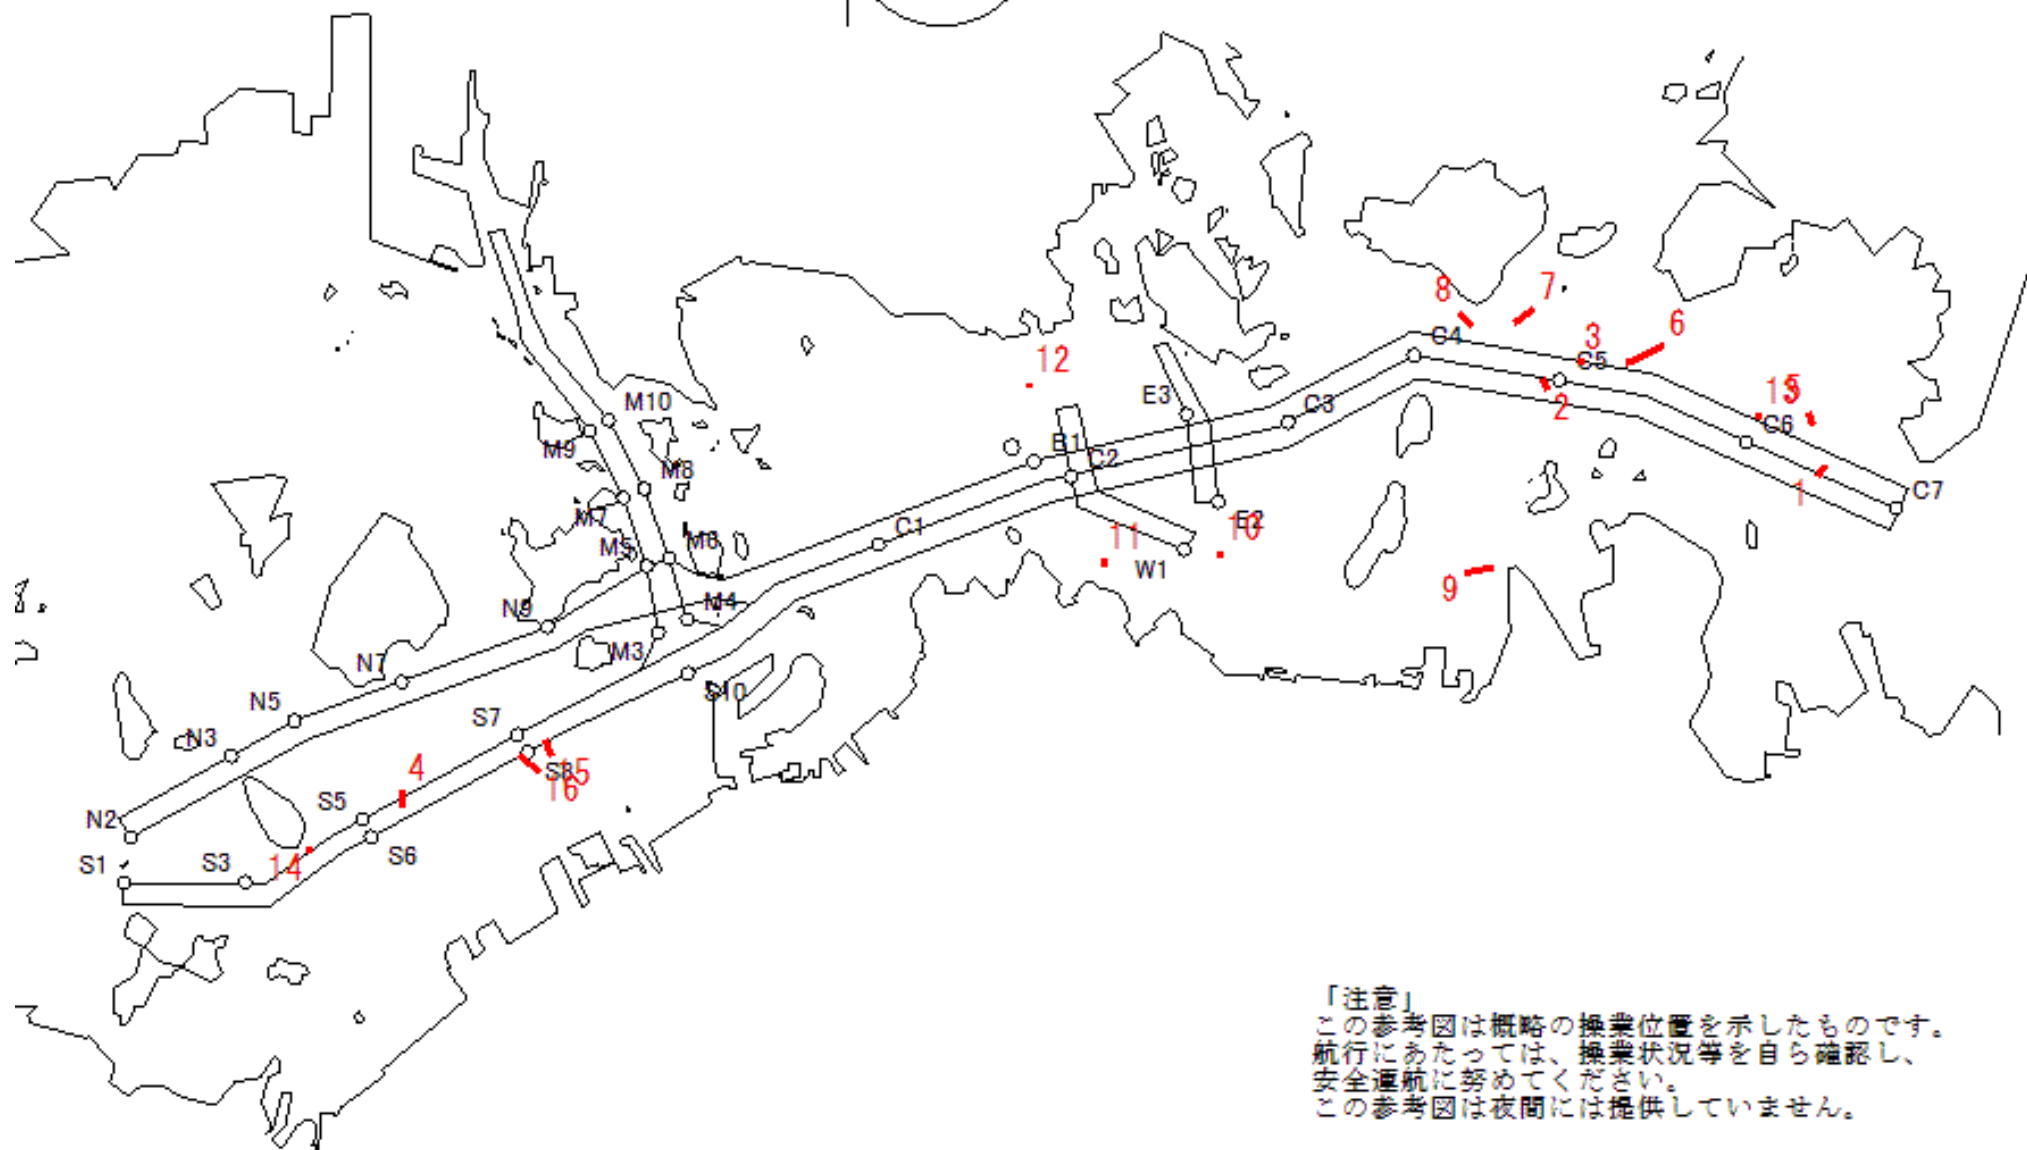 8
7
6
C4
3
C5
12
M10
E3
C3
2
13
5
C6
M9
B1
C2
M8
1
C7
M7
C1
E2
10
M5
M6
11
W1
9
N9
M4
M3
N7
S10
N5
S7
N3
4
S8
15
16
S5
N2
S6
S1
S3
14
「注意」
この参考図は概略の操業位置を示したものです。
航行にあたっては、操業状況等を自ら確認し、
安全運航に努めてください。
この参考図は夜間には提供していません。